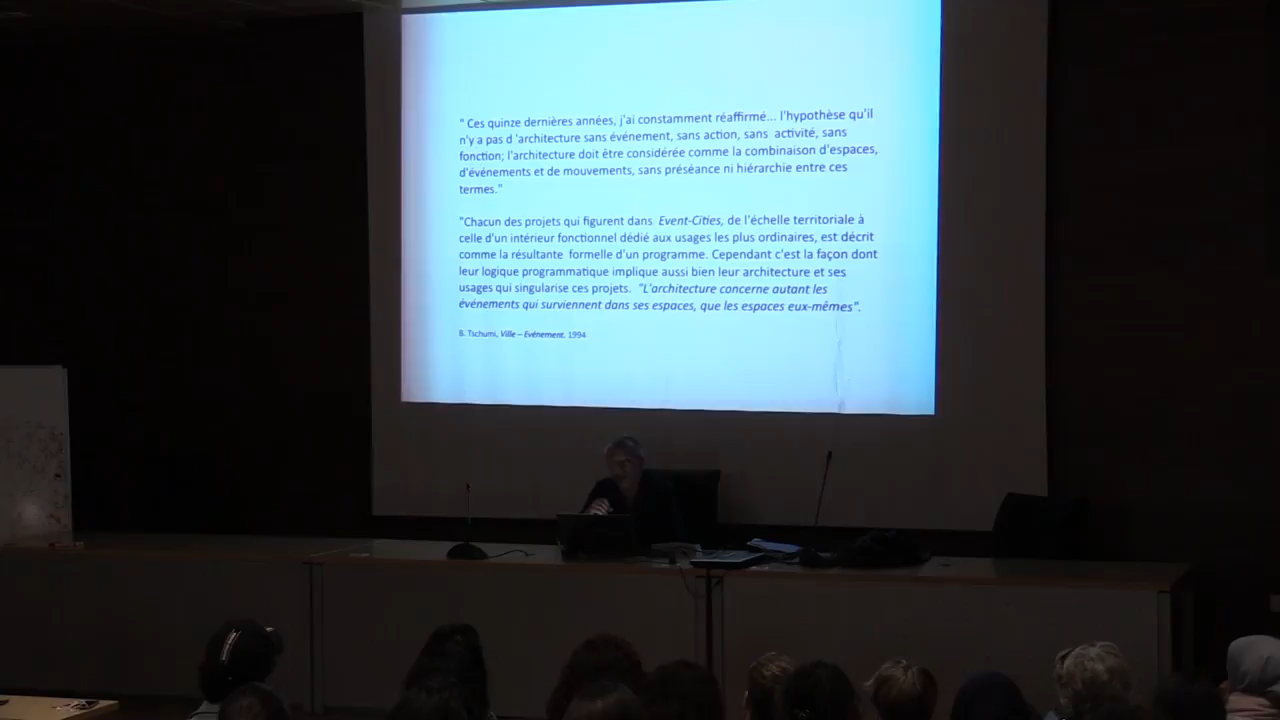 " Ces quinze dernières années, j'ai constamment réaffirmé... l'hypothèse qu'il
n'y a pas d 'architecture sans événement, sans action, sans activité, sans
fonction; l'architecture doit être considérée comme la combinaison d'espaces,
d'événements et de mouvements, sans préséance ni hiérarchie entre ces
termes."
"Chacun des projets qui figurent dans Event-Cities, de l'échelle territoriale à
celle d'un intérieur fonctionnel dédié aux usages les plus ordinaires, est décrit
comme la résultante formelle d'un programme. Cependant c'est la façon dont
leur logique programmatique implique aussi bien leur architecture et ses
usages qui singularise ces projets. "L'architecture concerne autant les
événements qui surviennent dans ses espaces, que les espaces eux-mêmes".
B. Tschumi, Ville – Evénement. 1994